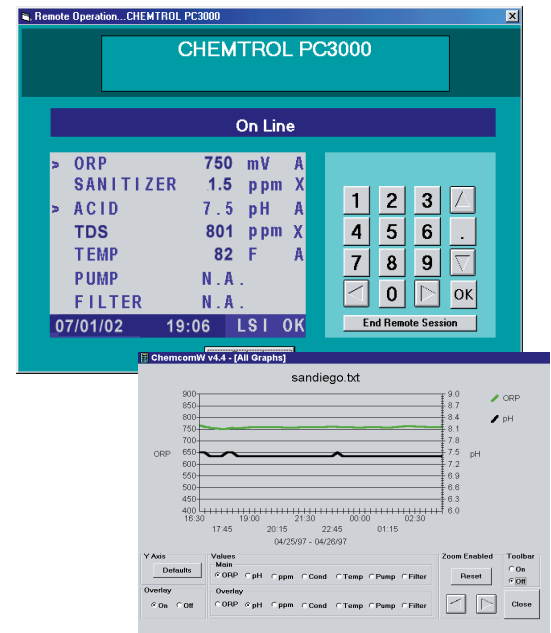 Remote Operation...CHEMTROL PC3000
CHEMTROL PC3000
On Line
> ORP 750 mV A
SANITIZER 1.5 ppm X
> ACID 7.5 pH A
TDS 801 ppm X
TEMP 82 F A
PUMP N.A.
FILTER N.A.
07/01/02 19:06 LSI OK
1 2 3
4 5 6 .
7 8 9
0 OK
End Remote Session
ChemcomW v4.4 - [All Graphs]
sandiego.txt
900 9.0
850 8.7
800 8.4
750 8.1
700 7.8
650 7.5
600 7.2
550 6.9
500 6.6
450 6.3
400 6.0
ORP
pH
ORP
pH
16:30 19:00 21:30 00:00 02:30
17:45 20:15 22:45 01:15
04/25/97 - 04/26/97
Y Axis
Defaults
Overlay
On Off
Values
Main
ORP pH ppm Cond Temp Pump Filter
Overlay
ORP pH ppm Cond Temp Pump Filter
Zoom Enabled
Reset
Toolbar
On
Off
Close